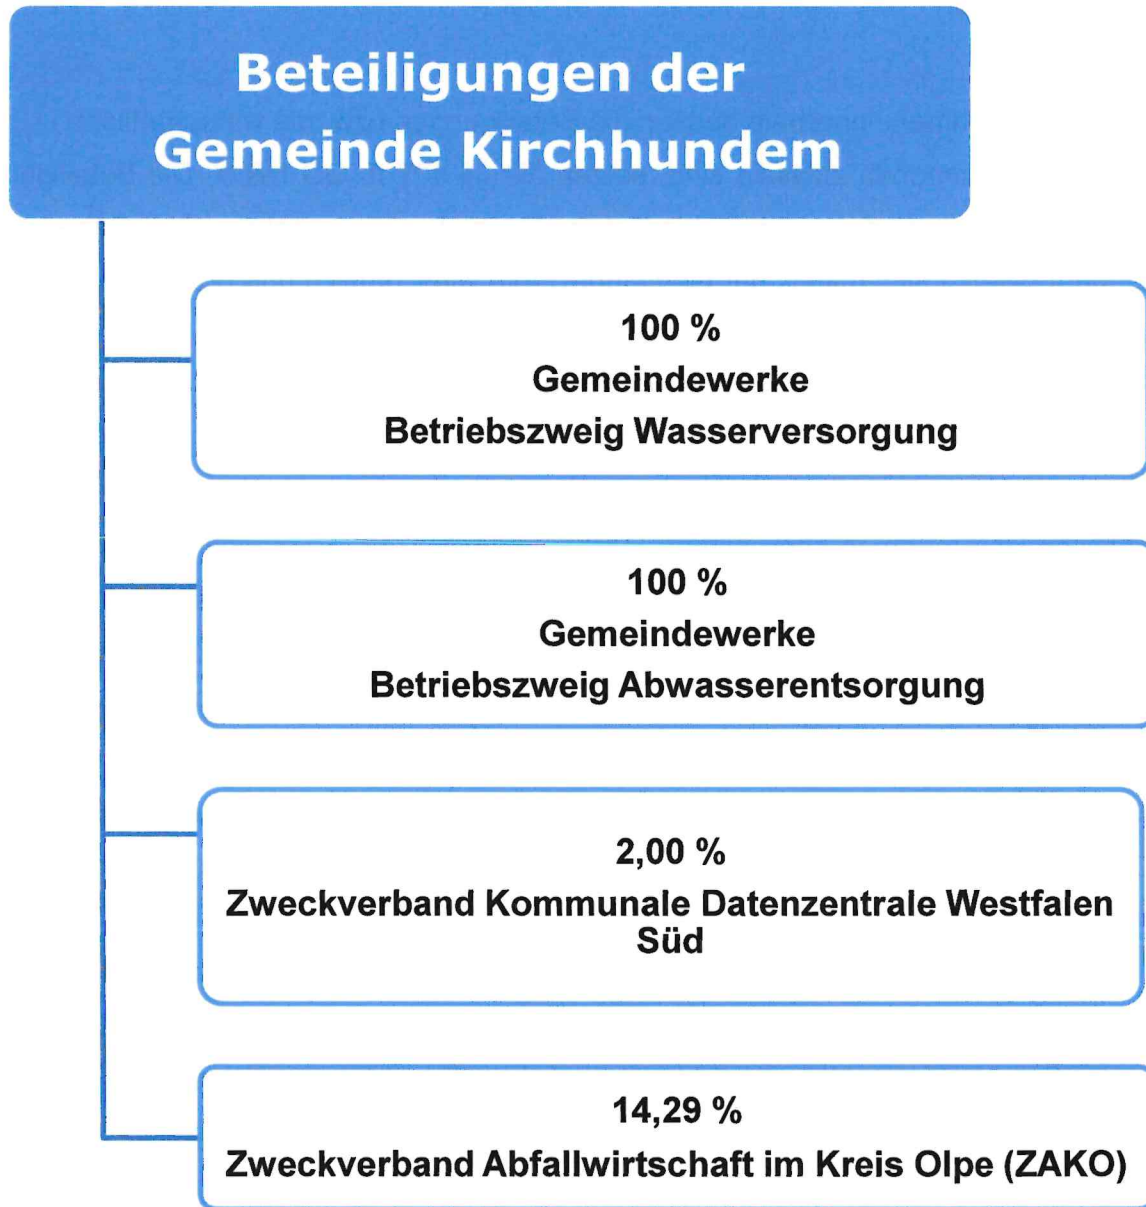 Beteiligungen der
Gemeinde Kirchhundem
100 %
Gemeindewerke
Betriebszweig Wasserversorgung
100 %
Gemeindewerke
Betriebszweig Abwasserentsorgung
2,00 %
Zweckverband Kommunale Datenzentrale Westfalen
Süd
14,29 %
Zweckverband Abfallwirtschaft im Kreis Olpe (ZAKO)